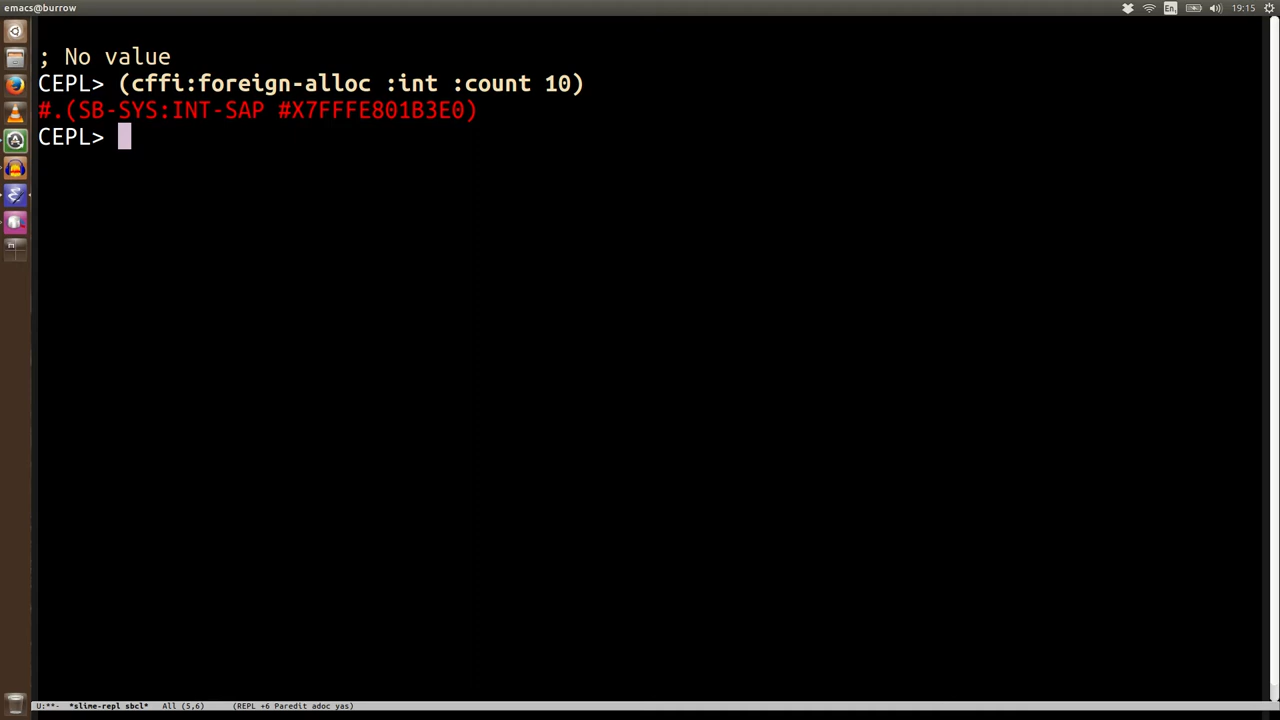 emacs@burrow
En
19:15
; No value
CEPL> (cffi:foreign-alloc :int :count 10)
#.(SB-SYS:INT-SAP #X7FFFE801B3E0)
CEPL>
U:**-  *slime-repl sbcl*   All (5,6)      (REPL +6 Paredit adoc yas)